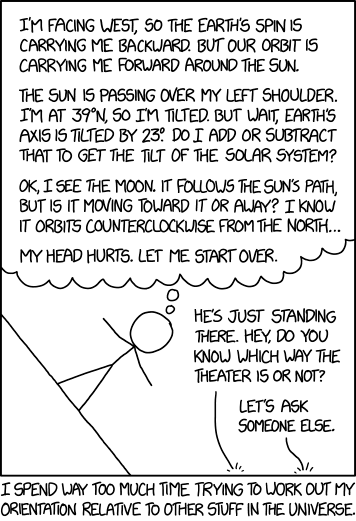 I'M FACING WEST, SO THE EARTH'S SPIN IS
CARRYING ME BACKWARD. BUT OUR ORBIT IS
CARRYING ME FORWARD AROUND THE SUN.
THE SUN IS PASSING OVER MY LEFT SHOULDER.
I'M AT 39°N, SO I'M TILTED. BUT WAIT, EARTH'S
AXIS IS TILTED BY 23°. DO I ADD OR SUBTRACT
THAT TO GET THE TILT OF THE SOLAR SYSTEM?
OK, I SEE THE MOON. IT FOLLOWS THE SUN'S PATH,
BUT IS IT MOVING TOWARD IT OR AWAY? I KNOW
IT ORBITS COUNTERCLOCKWISE FROM THE NORTH...
MY HEAD HURTS. LET ME START OVER.
HE'S JUST STANDING
THERE. HEY, DO YOU
KNOW WHICH WAY THE
THEATER IS OR NOT?
LET'S ASK
SOMEONE ELSE.
I SPEND WAY TOO MUCH TIME TRYING TO WORK OUT MY
ORIENTATION RELATIVE TO OTHER STUFF IN THE UNIVERSE.